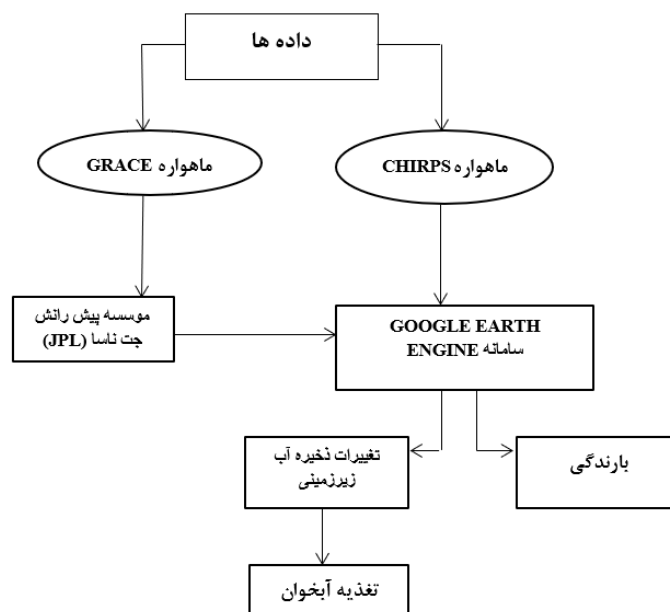 داده ها
ماهواره GRACE
ماهواره CHIRPS
موسسه پیش رانش
جت ناسا (JPL)
GOOGLE EARTH
سامانه ENGINE
تغییرات ذخیره آب
زیرزمینی
بارندگی
تغذیه آبخوان